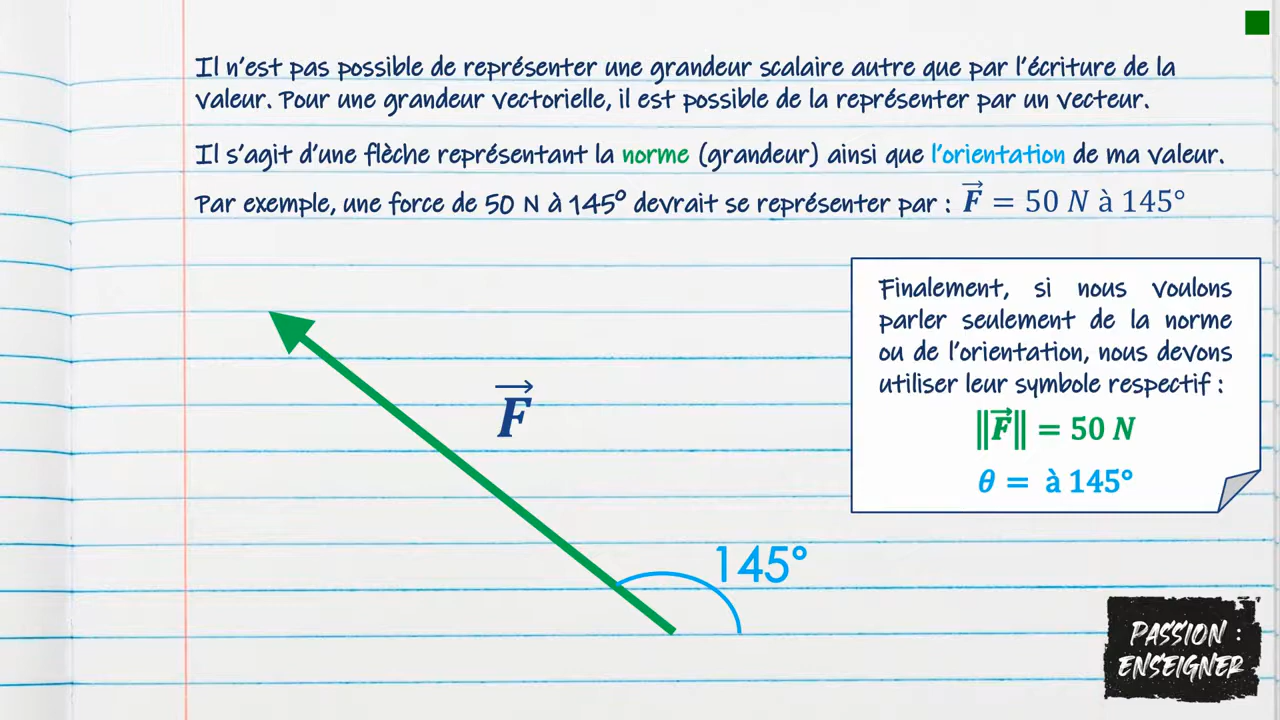 Il n'est pas possible de représenter une grandeur scalaire autre que par l'écriture de la
valeur. Pour une grandeur vectorielle, il est possible de la représenter par un vecteur.
Il s'agit d'une flèche représentant la norme (grandeur) ainsi que l'orientation de ma valeur.
Par exemple, une force de 50 N à 145° devrait se représenter par : F⃗ = 50 N à 145°
Finalement, si nous voulons
parler seulement de la norme
ou de l'orientation, nous devons
utiliser leur symbole respectif :
‖F⃗‖ = 50 N
θ = à 145°
F⃗
145°
PASSION :
ENSEIGNER